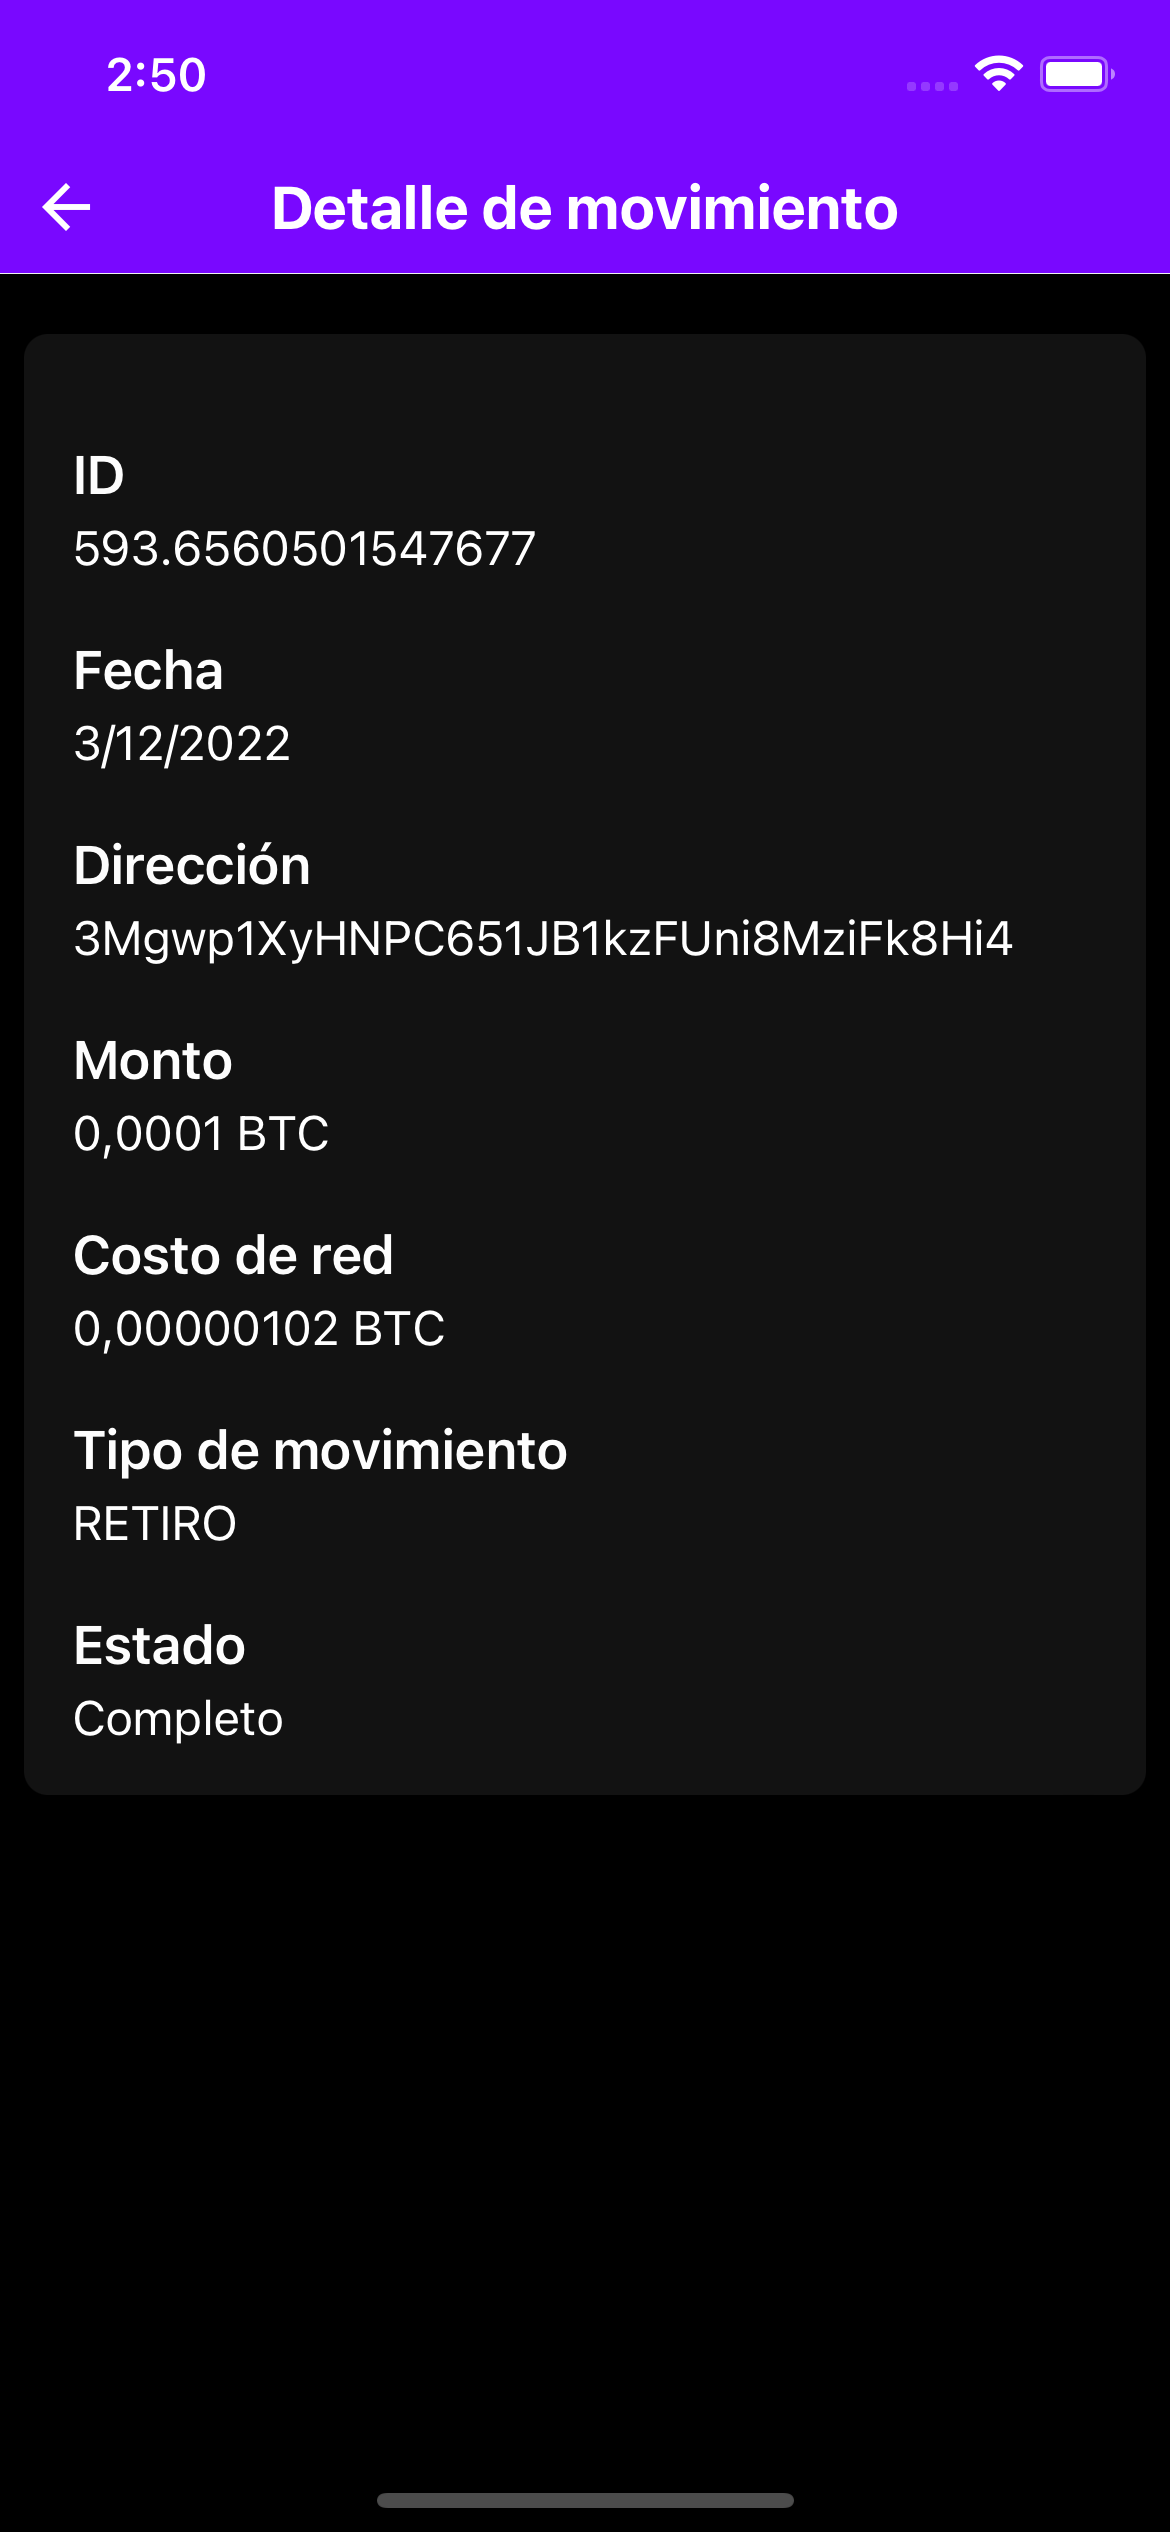 2:50
Detalle de movimiento
ID
593.6560501547677
Fecha
3/12/2022
Dirección
3Mgwp1XyHNPC651JB1kzFUni8MziFk8Hi4
Monto
0,0001 BTC
Costo de red
0,00000102 BTC
Tipo de movimiento
RETIRO
Estado
Completo